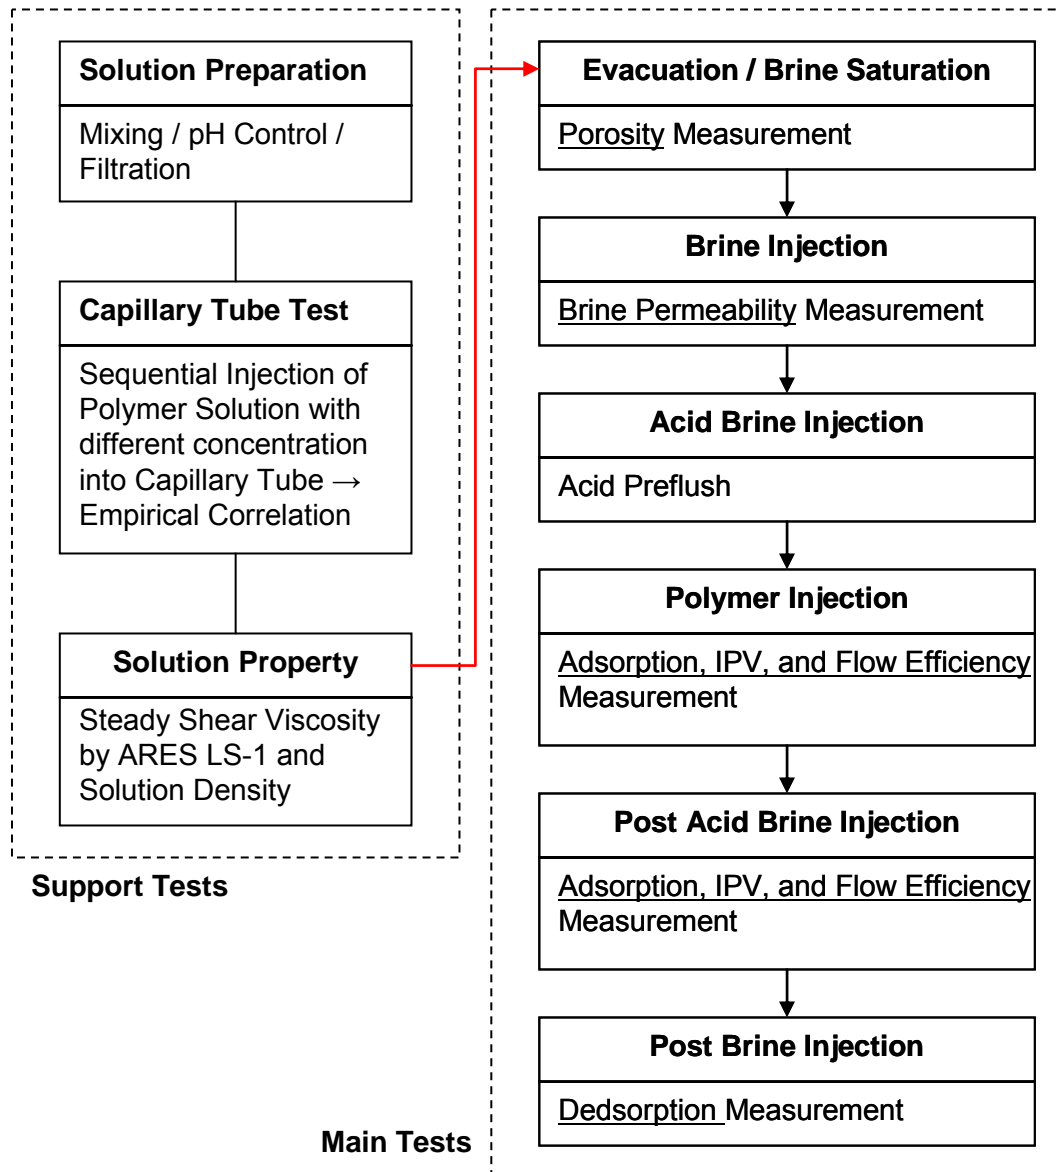 Solution Preparation
Mixing / pH Control /
Filtration
Capillary Tube Test
Sequential Injection of
Polymer Solution with
different concentration
into Capillary Tube →
Empirical Correlation
Solution Property
Steady Shear Viscosity
by ARES LS-1 and
Solution Density
Support Tests
Evacuation / Brine Saturation
Porosity Measurement
Brine Injection
Brine Permeability Measurement
Acid Brine Injection
Acid Preflush
Polymer Injection
Adsorption, IPV, and Flow Efficiency
Measurement
Post Acid Brine Injection
Adsorption, IPV, and Flow Efficiency
Measurement
Post Brine Injection
Dedsorption Measurement
Main Tests